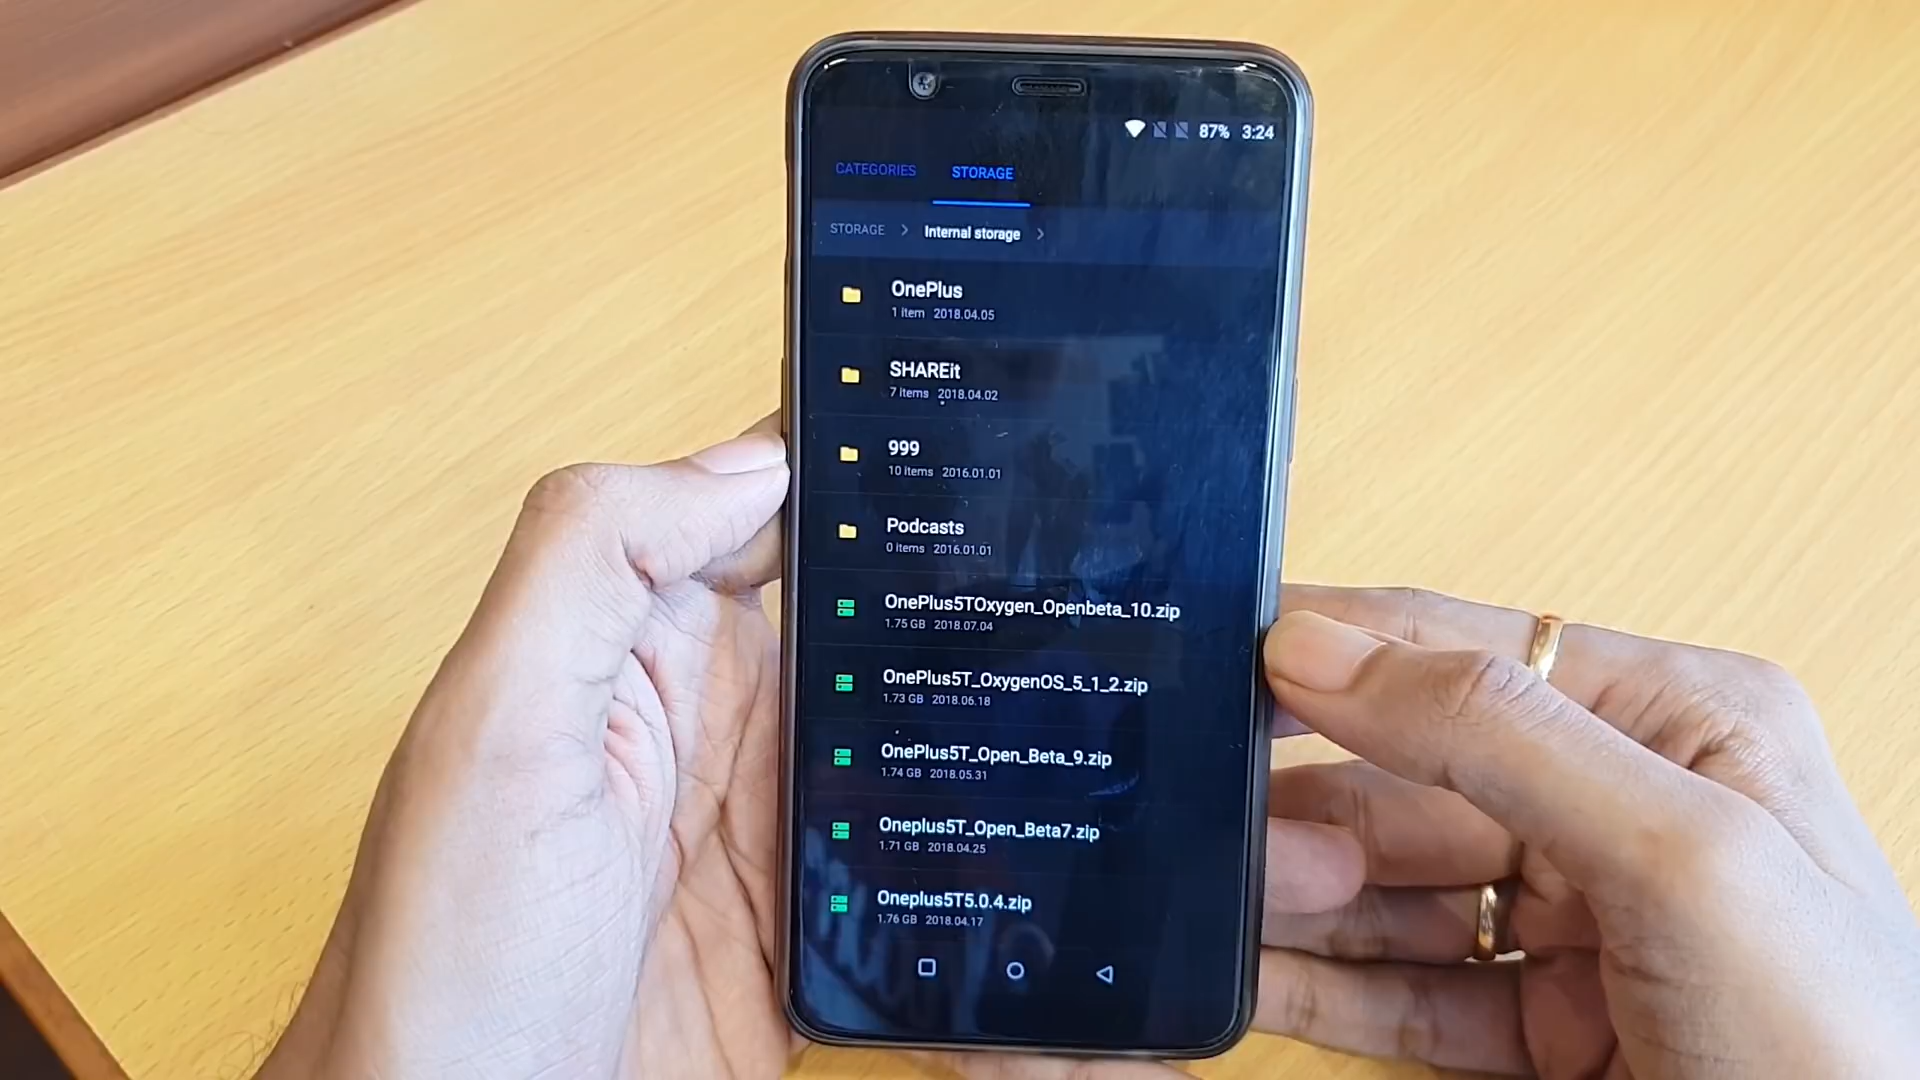 87% 3:24
CATEGORIES STORAGE
STORAGE > Internal storage >
OnePlus
1 item 2018.04.05
SHAREit
7 items 2018.04.02
999
10 items 2016.01.01
Podcasts
0 items 2016.01.01
OnePlus5TOxygen_Openbeta_10.zip
1.75 GB 2018.07.04
OnePlus5T_OxygenOS_5_1_2.zip
1.73 GB 2018.06.18
OnePlus5T_Open_Beta_9.zip
1.74 GB 2018.05.31
Oneplus5T_Open_Beta7.zip
1.71 GB 2018.04.25
Oneplus5T5.0.4.zip
1.76 GB 2018.04.17